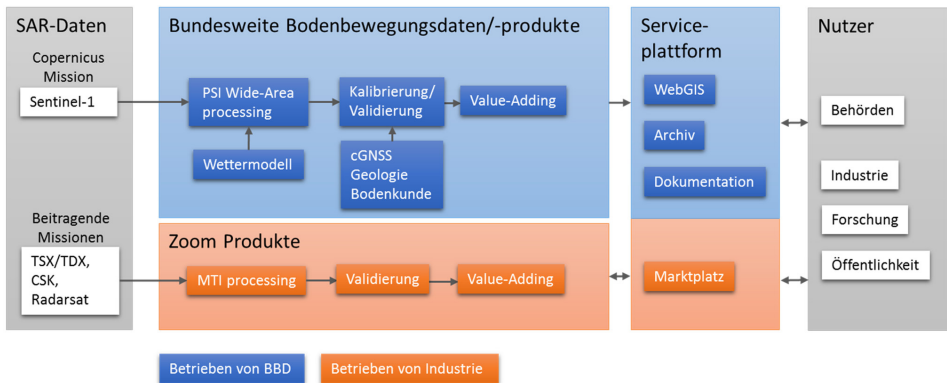 SAR-Daten
Copernicus
Mission
Sentinel-1
Beitragende
Missionen
TSX/TDX,
CSK,
Radarsat
Bundesweite Bodenbewegungsdaten/-produkte
PSI Wide-Area
processing
Kalibrierung/
Validierung
Value-Adding
Wettermodell
cGNSS
Geologie
Bodenkunde
Zoom Produkte
MTI processing
Validierung
Value-Adding
Service-
plattform
WebGIS
Archiv
Dokumentation
Marktplatz
Nutzer
Behörden
Industrie
Forschung
Öffentlichkeit
Betrieben von BBD
Betrieben von Industrie